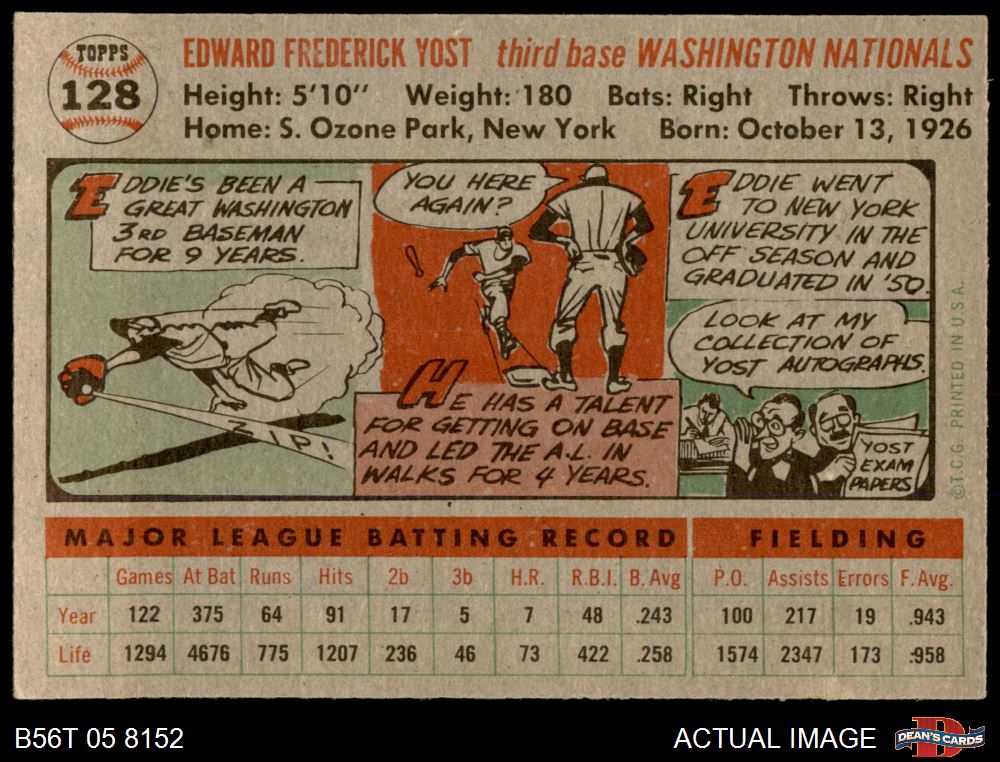 TOPPS
128
EDWARD FREDERICK YOST third base WASHINGTON NATIONALS
Height: 5'10" Weight: 180 Bats: Right Throws: Right
Home: S. Ozone Park, New York Born: October 13, 1926
EDDIE'S BEEN A
GREAT WASHINGTON
3RD BASEMAN
FOR 9 YEARS.
ZIP!
YOU HERE
AGAIN?
HE HAS A TALENT
FOR GETTING ON BASE
AND LED THE A.L. IN
WALKS FOR 4 YEARS.
EDDIE WENT
TO NEW YORK
UNIVERSITY IN THE
OFF SEASON AND
GRADUATED IN '50.
LOOK AT MY
COLLECTION OF
YOST AUTOGRAPHS.
YOST
EXAM
PAPERS
© T.C.G. PRINTED IN U.S.A.
MAJOR LEAGUE BATTING RECORD FIELDING
Games At Bat Runs Hits 2b 3b H.R. R.B.I. B. Avg P.O. Assists Errors F. Avg.
Year 122 375 64 91 17 5 7 48 .243 100 217 19 .943
Life 1294 4676 775 1207 236 46 73 422 .258 1574 2347 173 .958
B56T 05 8152
ACTUAL IMAGE
DEAN'S CARDS